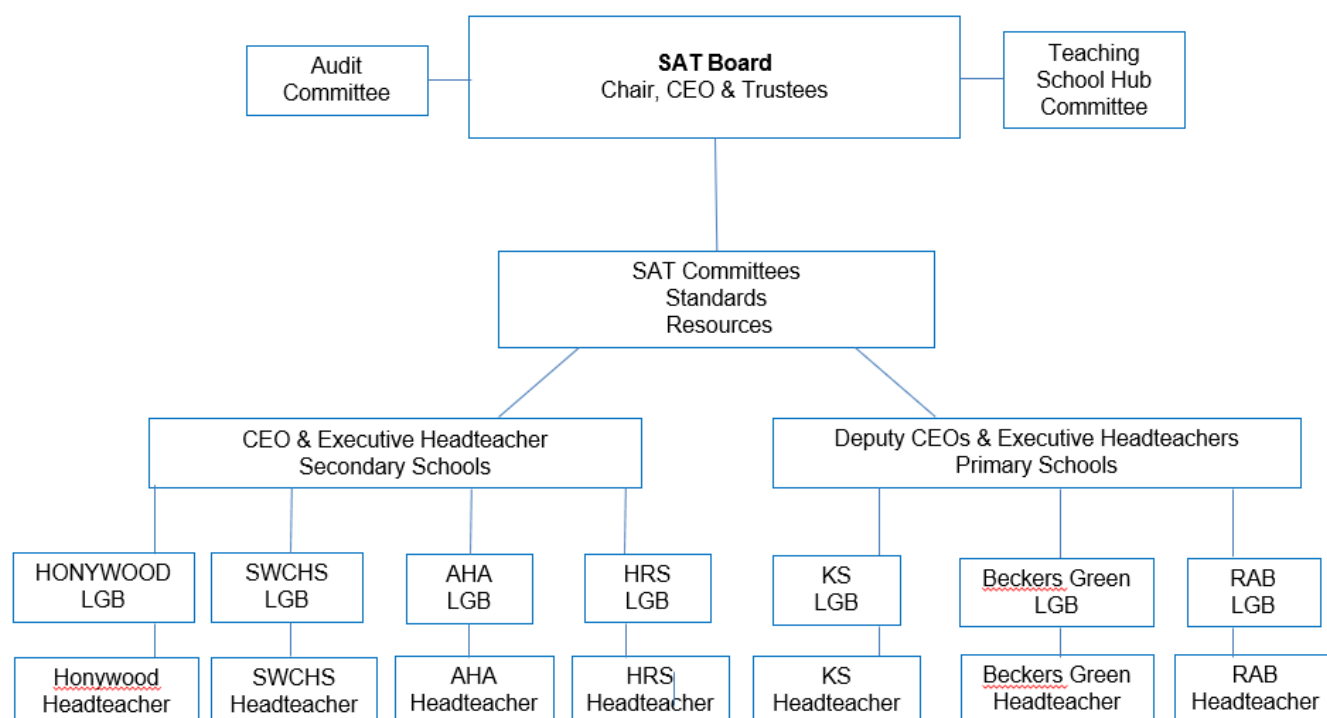 Audit
Committee
SAT Board
Chair, CEO & Trustees
Teaching
School Hub
Committee
SAT Committees
Standards
Resources
CEO & Executive Headteacher
Secondary Schools
Deputy CEOs & Executive Headteachers
Primary Schools
HONYWOOD
LGB
SWCHS
LGB
AHA
LGB
HRS
LGB
KS
LGB
Beckers Green
LGB
RAB
LGB
Honywood
Headteacher
SWCHS
Headteacher
AHA
Headteacher
HRS
Headteacher
KS
Headteacher
Beckers Green
Headteacher
RAB
Headteacher